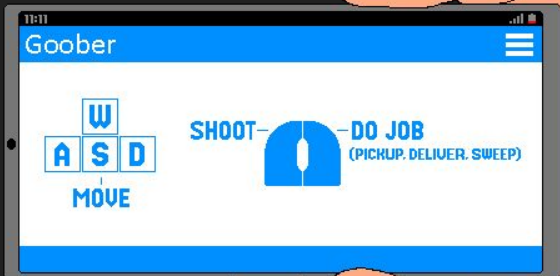 11:11
Goober
W
A S D
MOVE
SHOOT
DO JOB
(PICKUP, DELIVER, SWEEP)